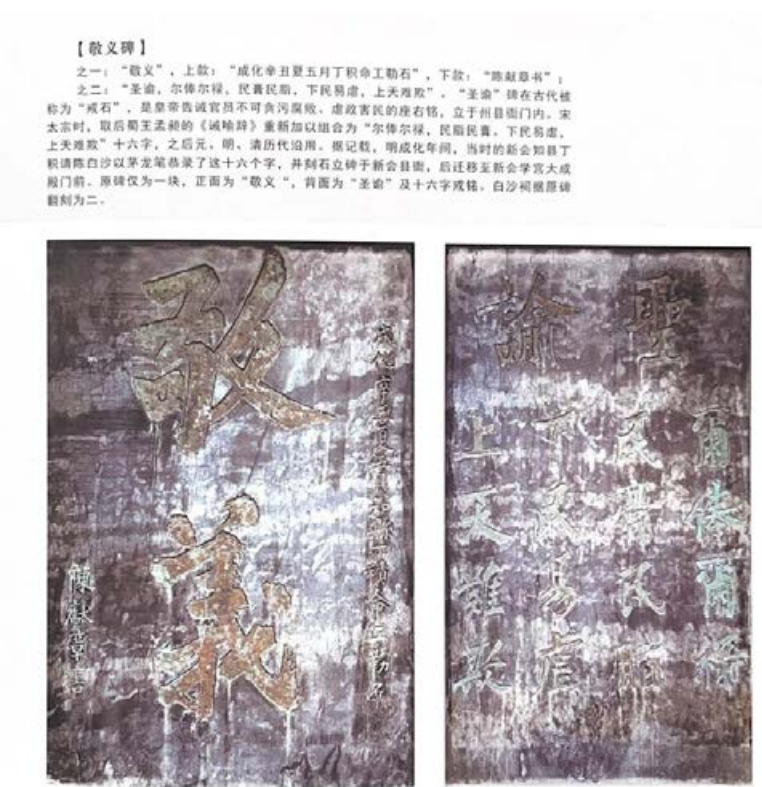 【敬义碑】
之一：“敬义”，上款：“成化辛丑夏五月丁积命工勒石”，下款：“陈献章书”；
之二：“圣谕，尔俸尔禄，民膏民脂，下民易虐，上天难欺”。“圣谕”碑在古代被
称为“戒石”，是皇帝告诫官员不可贪污腐败、虐政害民的座右铭，立于州县衙门内。宋
太宗时，取后蜀王孟昶的《诫喻辞》重新加以组合为“尔俸尔禄，民脂民膏。下民易虐，
上天难欺”十六字，之后元、明、清历代沿用。据记载，明成化年间，当时的新会知县丁
积请陈白沙以茅龙笔恭录了这十六个字，并刻石立碑于新会县衙，后迁移至新会学宫大成
殿门前。原碑仅为一块，正面为“敬义“，背面为“圣谕”及十六字戒铭。白沙祠据原碑
翻刻为二。
敬義
陳獻章書
聖諭
爾俸爾祿
民膏民脂
下民易虐
上天難欺